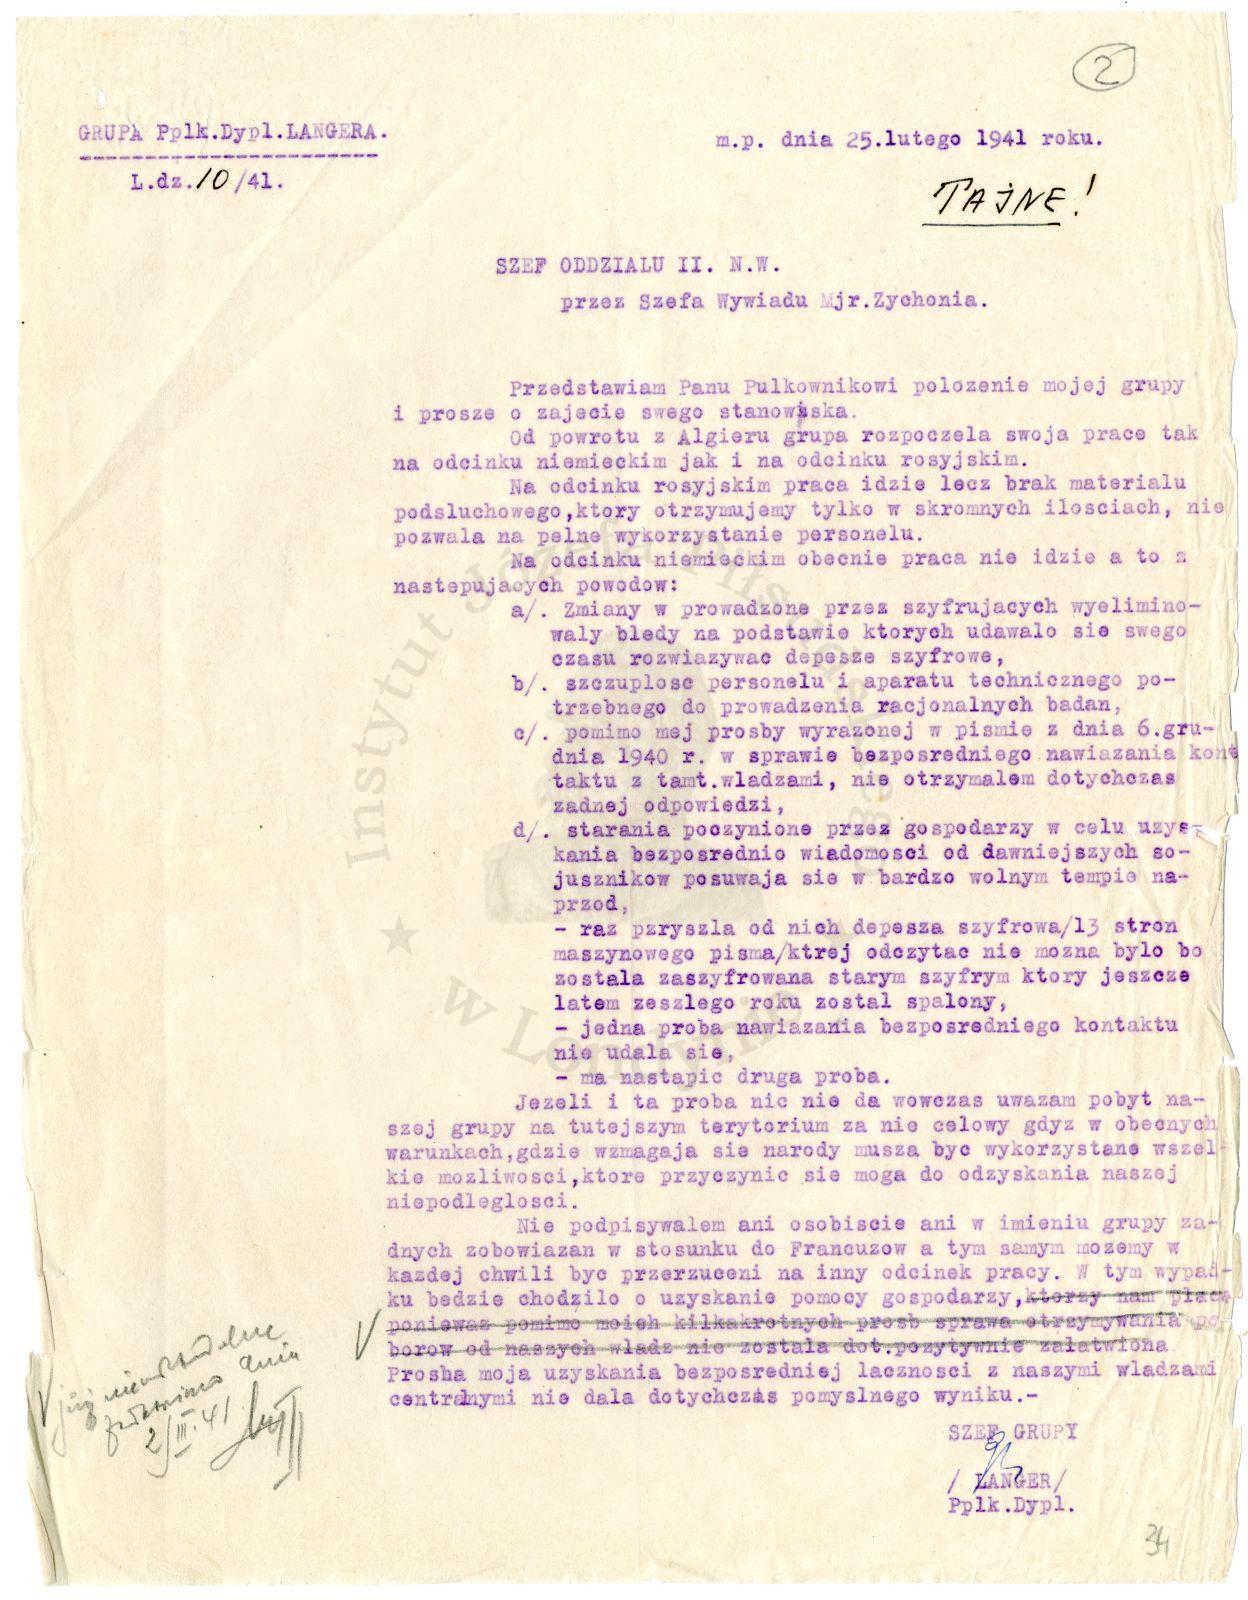 2
GRUPA Pplk.Dypl.LANGERA.
m.p. dnia 25.lutego 1941 roku.
L.dz.10/41.
TAJNE!
SZEF ODDZIALU II. N.W.
przez Szefa Wywiadu Mjr.Zychonia.
Przedstawiam Panu Pulkownikowi polozenie mojej grupy
i prosze o zajecie swego stanowiska.
Od powrotu z Algieru grupa rozpoczela swoja prace tak
na odcinku niemieckim jak i na odcinku rosyjskim.
Na odcinku rosyjskim praca idzie lecz brak materialu
podsluchowego,ktory otrzymujemy tylko w skromnych ilosciach, nie
pozwala na pelne wykorzystanie personelu.
Na odcinku niemieckim obecnie praca nie idzie a to z
nastepujacych powodow:
a/. Zmiany w prowadzone przez szyfrujacych wyelimino-
waly bledy na podstawie ktorych udawalo sie swego
czasu rozwiazywac depesze szyfrowe,
b/. szczuplosc personelu i aparatu technicznego po-
trzebnego do prowadzenia racjonalnych badan,
c/. pomimo mej prosby wyrazonej w pismie z dnia 6.gru-
dnia 1940 r. w sprawie bezposredniego nawiazania kont
taktu z tamt.wladzami, nie otrzymalem dotychczas
zadnej odpowiedzi,
d/. starania poczynione przez gospodarzy w celu uzys-
kania bezposrednio wiadomosci od dawniejszych so-
jusznikow posuwaja sie w bardzo wolnym tempie na-
przod,
- raz pzryszla od nich depesza szyfrowa/13 stron
maszynowego pisma/ktrej odczytac nie mozna bylo bo
zostala zaszyfrowana starym szyfrym ktory jeszcze
latem zeszlego roku zostal spalony,
- jedna proba nawiazania bezposredniego kontaktu
nie udala sie,
- ma nastapic druga proba.
Jezeli i ta proba nic nie da wowczas uwazam pobyt na-
szej grupy na tutejszym terytorium za nie celowy gdyz w obecnych
warunkach,gdzie wzmagaja sie narody musza byc wykorzystane wszel-
kie mozliwosci,ktore przyczynic sie moga do odzyskania naszej
niepodleglosci.
Nie podpisywalem ani osobiscie ani w imieniu grupy za-
dnych zobowiazan w stosunku do Francuzow a tym samym mozemy w
kazdej chwili byc przerzuceni na inny odcinek pracy. W tym wypad-
ku bedzie chodzilo o uzyskanie pomocy gospodarzy,ktorzy nam placa
poniewaz pomimo moich kilkakrotnych prosb sprawa otrzymywania po
borow od naszych wladz nie zostala dot.pozytywnie zalatwiona
Prosba moja uzyskania bezposredniej lacznosci z naszymi wladzami
centralnymi nie dala dotychczas pomyslnego wyniku.-
już
dnia
2/III.41
SZEF GRUPY
/ LANGER/
Pplk.Dypl.
34
Instytut Józefa Piłsudskiego
w Londynie